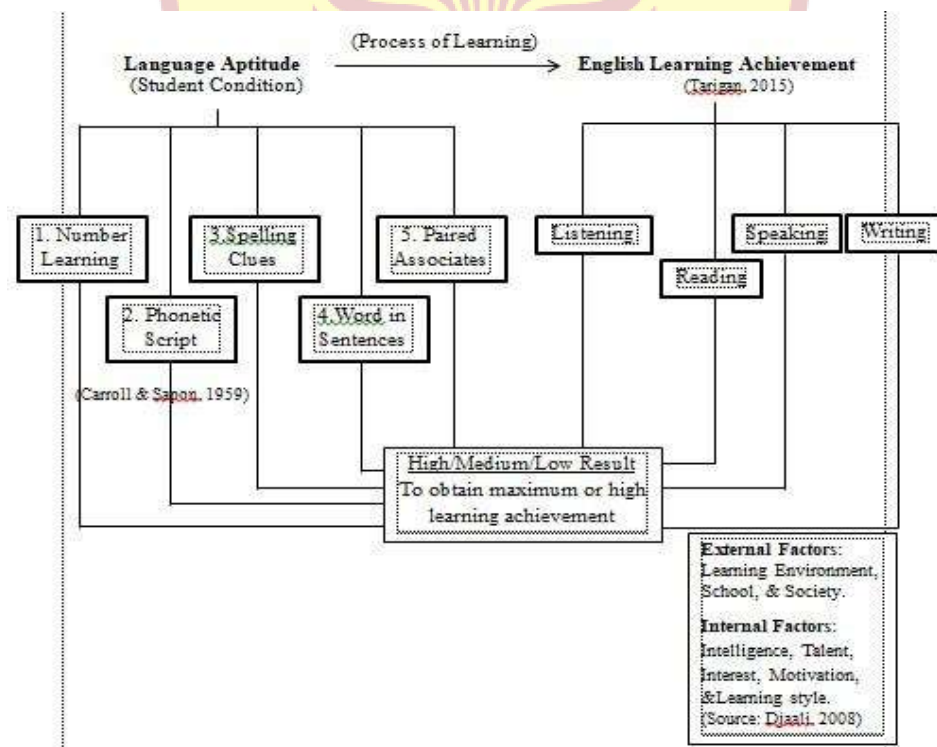 (Process of Learning)
Language Aptitude
(Student Condition)
English Learning Achievement
(Tarigan, 2015)
1. Number
Learning
2. Phonetic
Script
3.Spelling
Clues
4.Word in
Sentences
5. Paired
Associates
(Carroll & Sapon, 1959)
Listening
Reading
Speaking
Writing
High/Medium/Low Result
To obtain maximum or high
learning achievement
External Factors:
Learning Environment,
School, & Society.
Internal Factors:
Intelligence, Talent,
Interest, Motivation,
&Learning style.
(Source: Djaali, 2008)